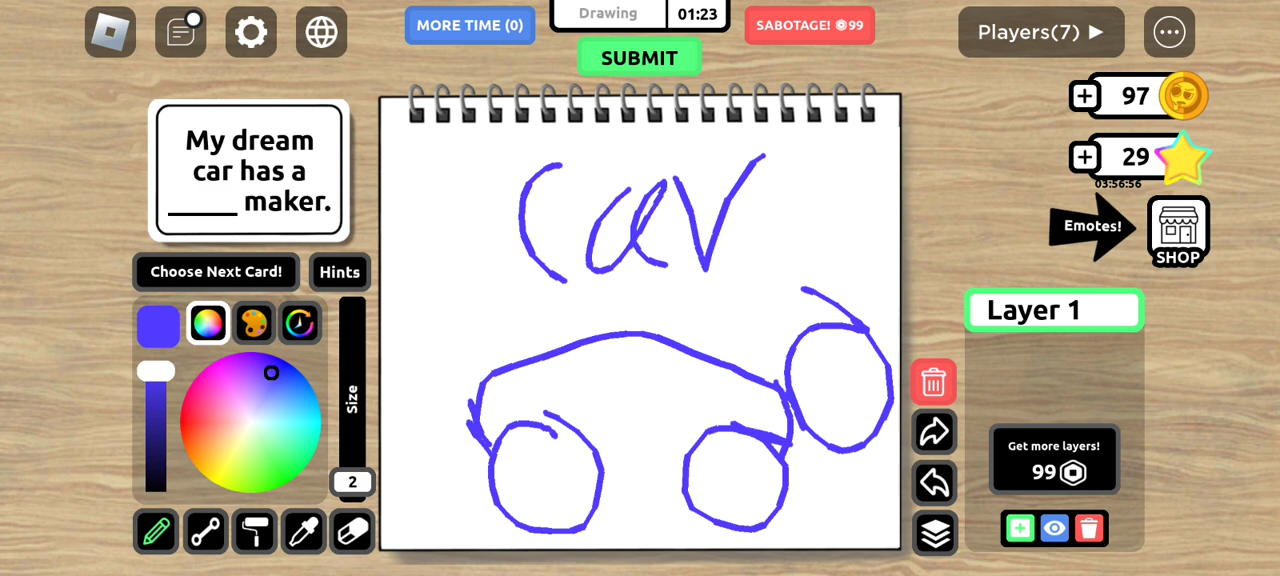 MORE TIME (0)
Drawing
01:23
SABOTAGE! 99
Players(7)
SUBMIT
97
My dream
car has a
_____ maker.
Car
29
03:56:56
Emotes!
SHOP
Choose Next Card!
Hints
Layer 1
Size
Get more layers!
99
2